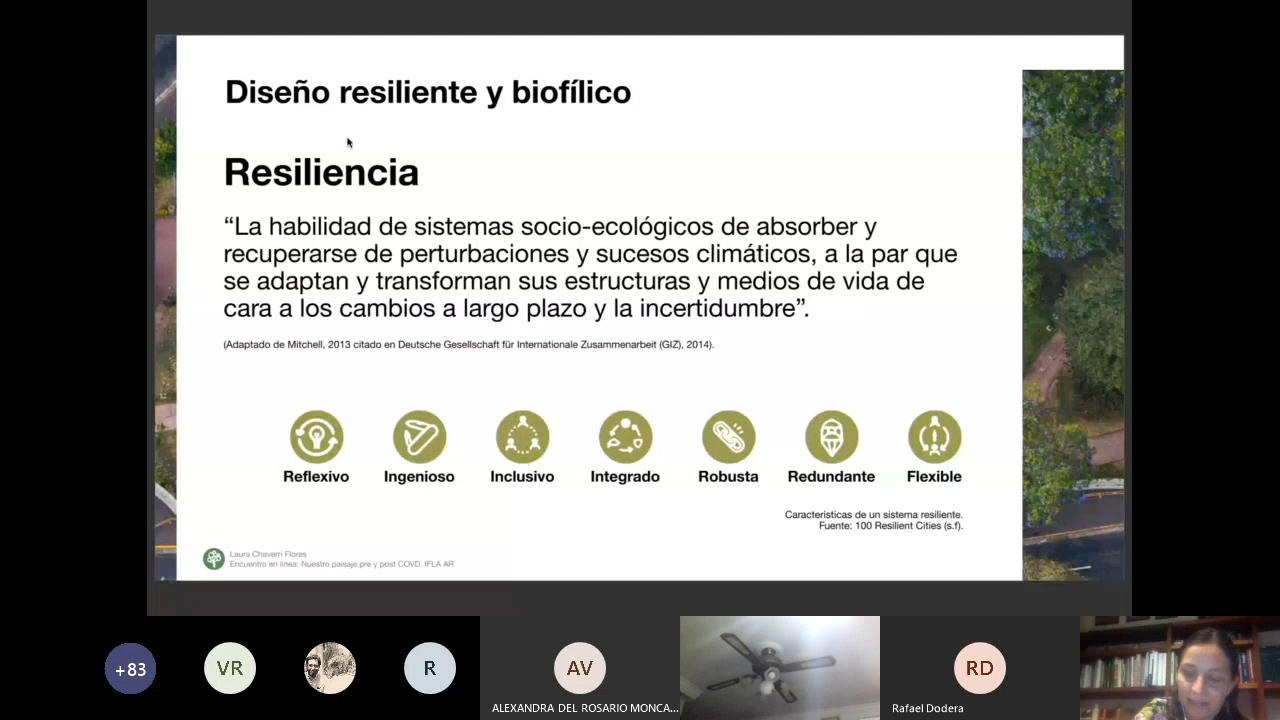 Diseño resiliente y biofílico
Resiliencia
“La habilidad de sistemas socio-ecológicos de absorber y
recuperarse de perturbaciones y sucesos climáticos, a la par que
se adaptan y transforman sus estructuras y medios de vida de
cara a los cambios a largo plazo y la incertidumbre”.
(Adaptado de Mitchell, 2013 citado en Deutsche Gesellschaft für Internationale Zusammenarbeit (GIZ), 2014).
Reflexivo Ingenioso Inclusivo Integrado Robusta Redundante Flexible
Características de un sistema resiliente.
Fuente: 100 Resilient Cities (s.f).
Laura Chaverri Flores
Encuentro en línea: Nuestro paisaje pre y post COVD. IFLA AR
+83 VR R AV RD
ALEXANDRA DEL ROSARIO MONCA... Rafael Dodera